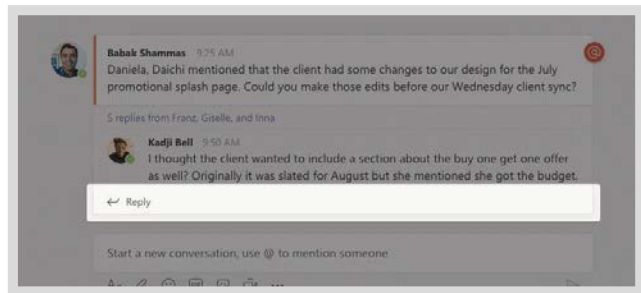 Babak Shammas 9:25 AM
Daniela, Daichi mentioned that the client had some changes to our design for the July
promotional splash page. Could you make those edits before our Wednesday client sync?
5 replies from Franz, Giselle, and Inna
Kadji Bell 9:50 AM
I thought the client wanted to include a section about the buy one get one offer
as well? Originally it was slated for August but she mentioned she got the budget.
Reply
Start a new conversation, use @ to mention someone